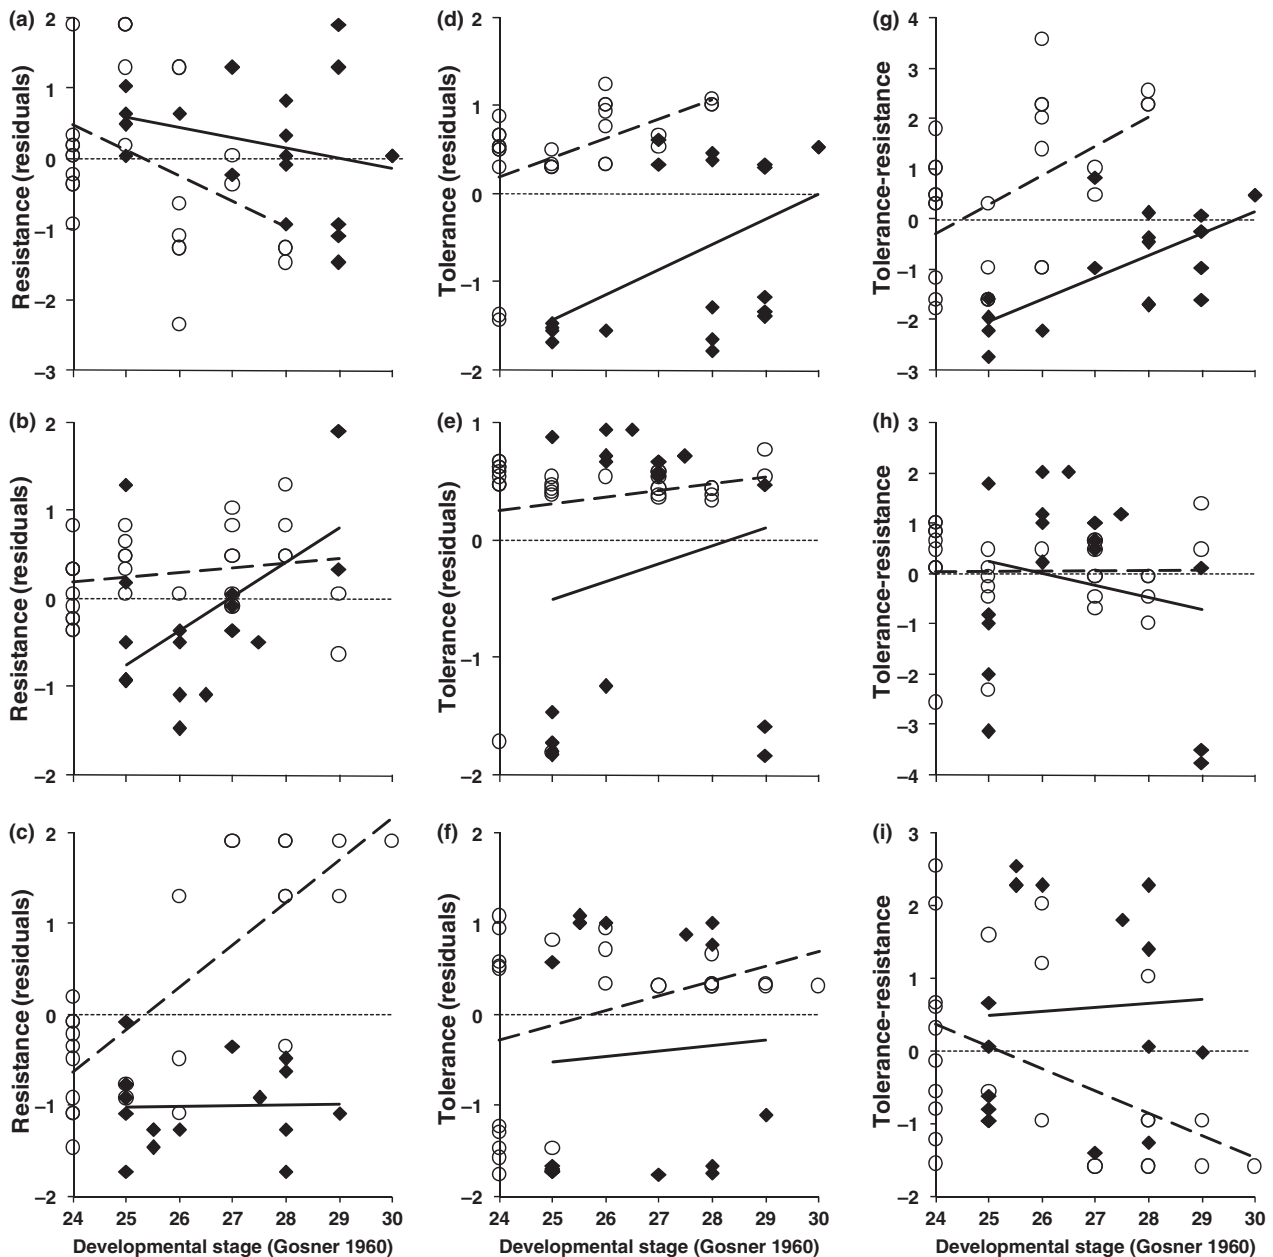 (a)
2
1
0
−1
−2
−3
Resistance (residuals)
(d)
2
1
0
−1
−2
Tolerance (residuals)
(g)
4
3
2
1
0
−1
−2
−3
Tolerance-resistance
(b)
2
1
0
−1
−2
Resistance (residuals)
(e)
1
0
−1
−2
Tolerance (residuals)
(h)
3
2
1
0
−1
−2
−3
−4
Tolerance-resistance
(c)
2
1
0
−1
−2
Resistance (residuals)
24 25 26 27 28 29 30
Developmental stage (Gosner 1960)
(f)
2
1
0
−1
−2
Tolerance (residuals)
24 25 26 27 28 29 30
Developmental stage (Gosner 1960)
(i)
3
2
1
0
−1
−2
Tolerance-resistance
24 25 26 27 28 29 30
Developmental stage (Gosner 1960)